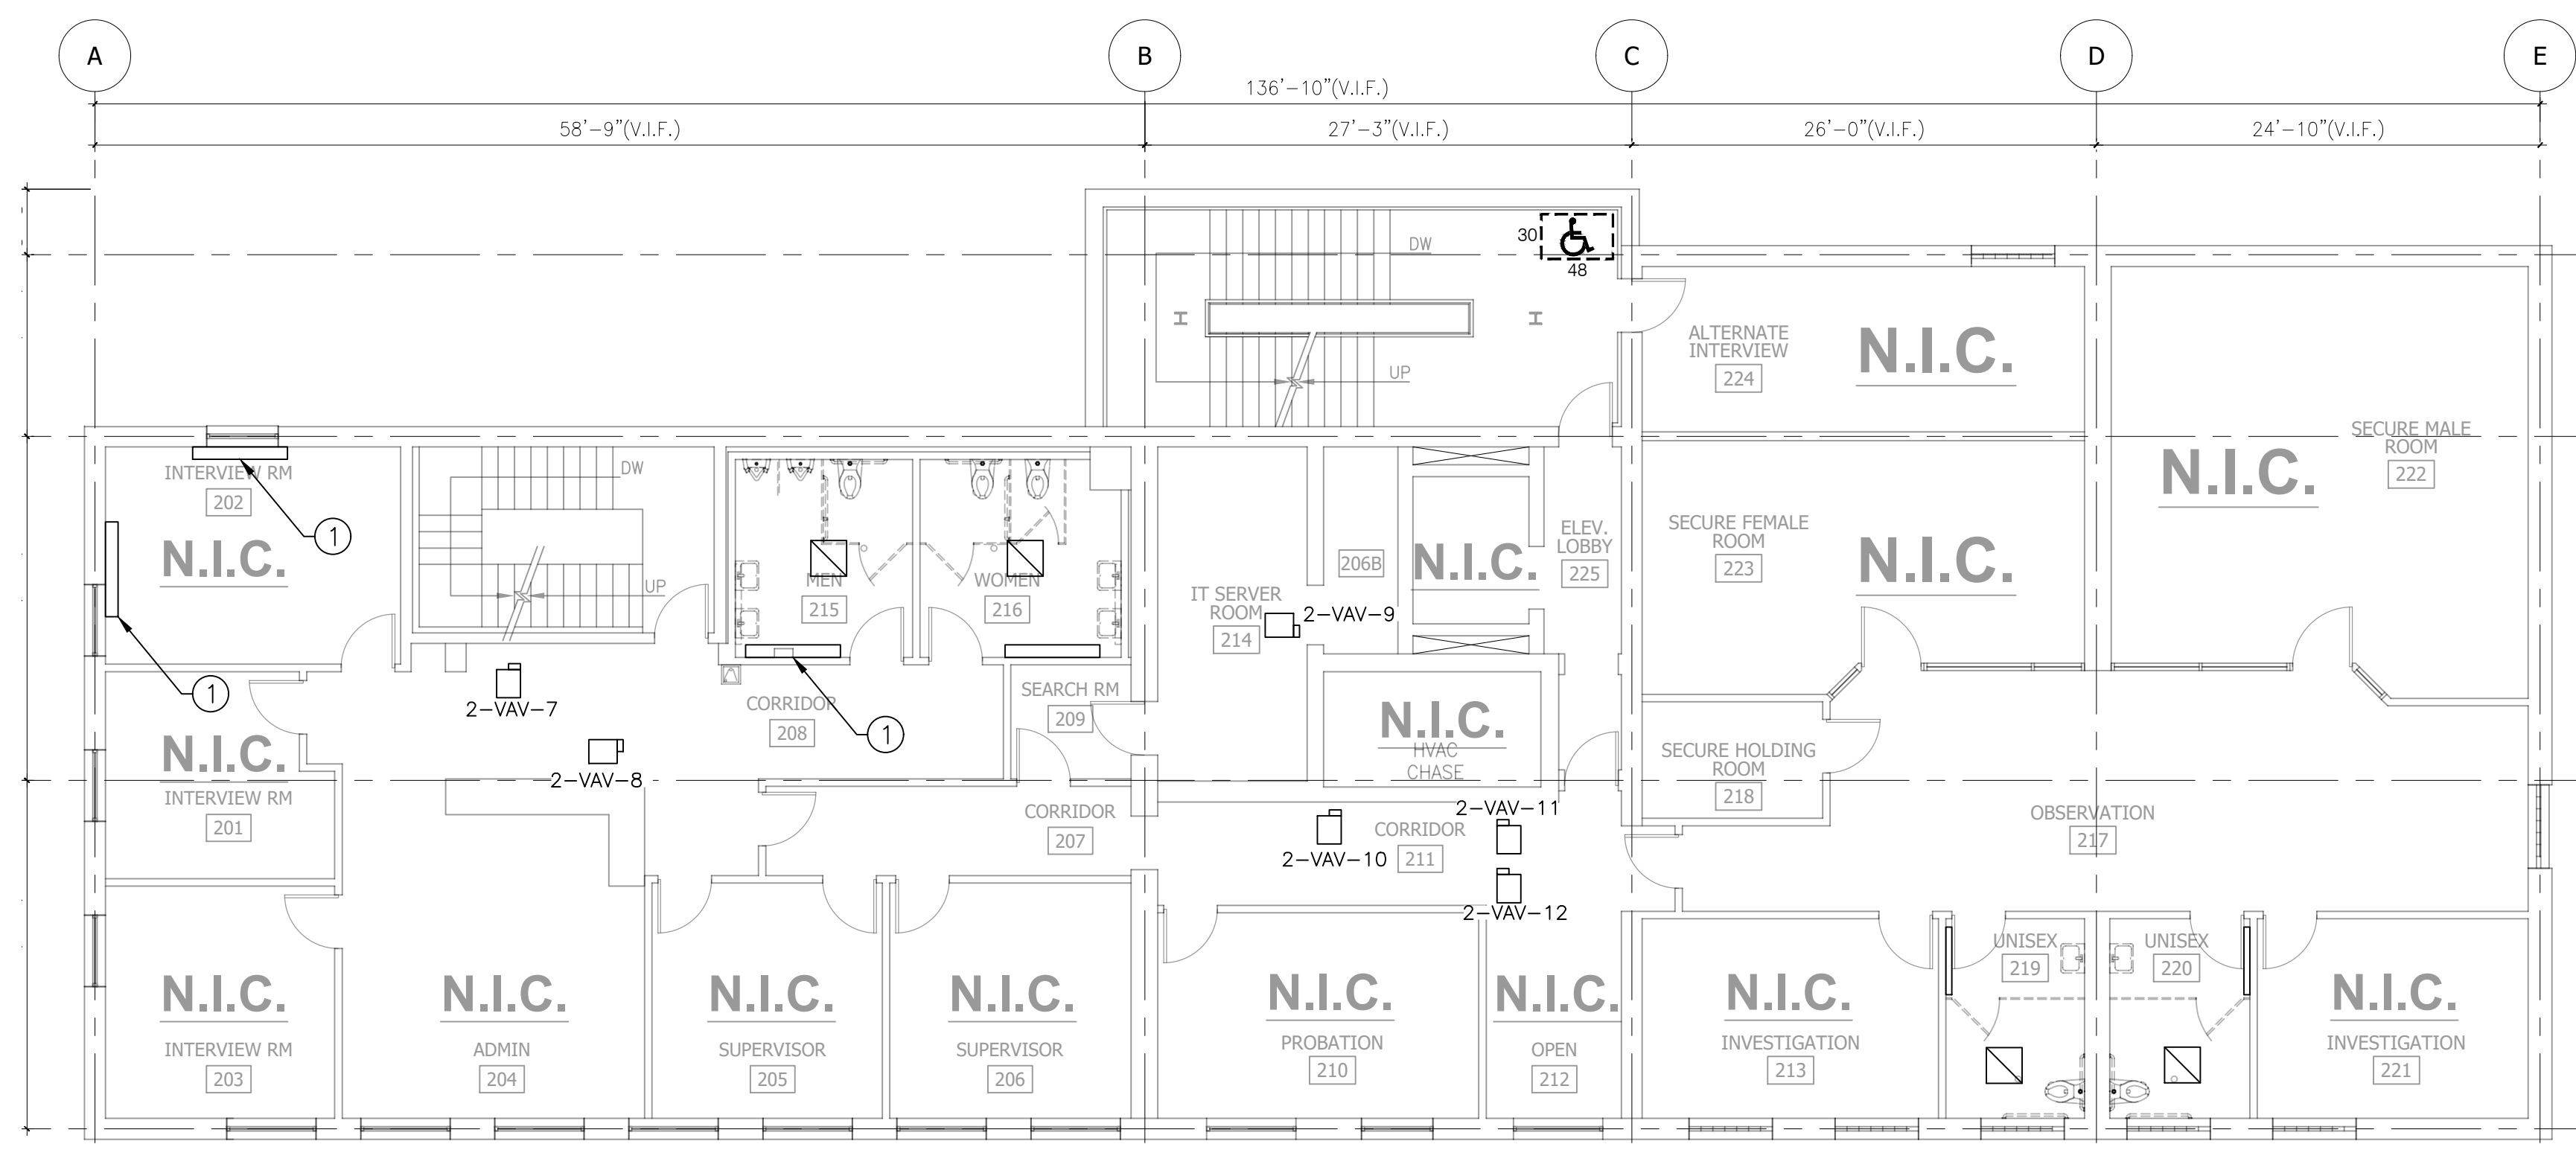 A
B
C
D
E
136'-10"(V.I.F.)
58'-9"(V.I.F.)
27'-3"(V.I.F.)
26'-0"(V.I.F.)
24'-10"(V.I.F.)
30
48
DW
H
H
UP
ALTERNATE
INTERVIEW
224
N.I.C.
SECURE MALE
ROOM
222
N.I.C.
INTERVIEW RM
202
N.I.C.
1
1
DW
UP
MEN
215
WOMEN
216
IT SERVER
ROOM
214
2-VAV-9
206B
N.I.C.
ELEV.
LOBBY
225
SECURE FEMALE
ROOM
223
N.I.C.
2-VAV-7
2-VAV-8
CORRIDOR
208
1
SEARCH RM
209
N.I.C.
HVAC
CHASE
SECURE HOLDING
ROOM
218
N.I.C.
INTERVIEW RM
201
CORRIDOR
207
2-VAV-10
CORRIDOR
211
2-VAV-11
2-VAV-12
OBSERVATION
217
N.I.C.
INTERVIEW RM
203
N.I.C.
ADMIN
204
N.I.C.
SUPERVISOR
205
N.I.C.
SUPERVISOR
206
N.I.C.
PROBATION
210
N.I.C.
OPEN
212
N.I.C.
INVESTIGATION
213
UNISEX
219
UNISEX
220
N.I.C.
INVESTIGATION
221